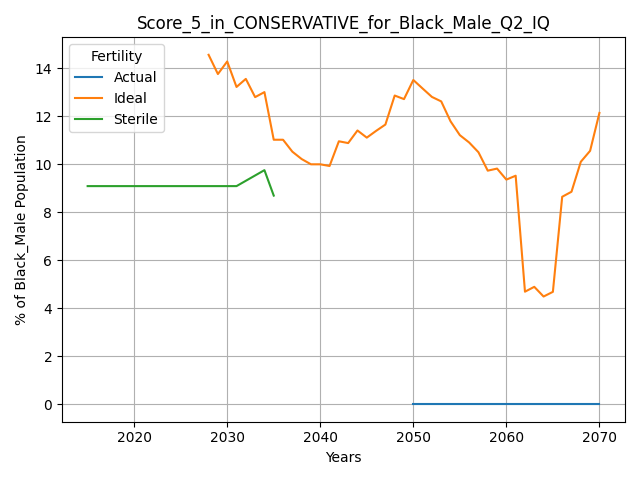 Score_5_in_CONSERVATIVE_for_Black_Male_Q2_IQ
Fertility
Actual
Ideal
Sterile
% of Black_Male Population
14
12
10
8
6
4
2
0
2020 2030 2040 2050 2060 2070
Years